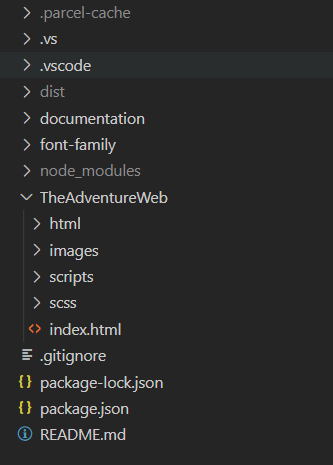 .parcel-cache
.vs
.vscode
dist
documentation
font-family
node_modules
TheAdventureWeb
html
images
scripts
scss
<> index.html
.gitignore
{} package-lock.json
{} package.json
README.md